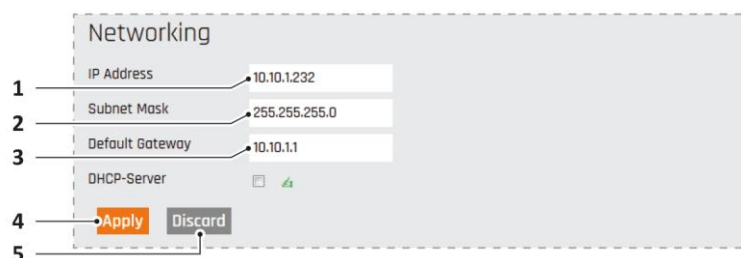 Networking
1 IP Address 10.10.1.232
2 Subnet Mask 255.255.255.0
3 Default Gateway 10.10.1.1
DHCP-Server
4 Apply Discard
5